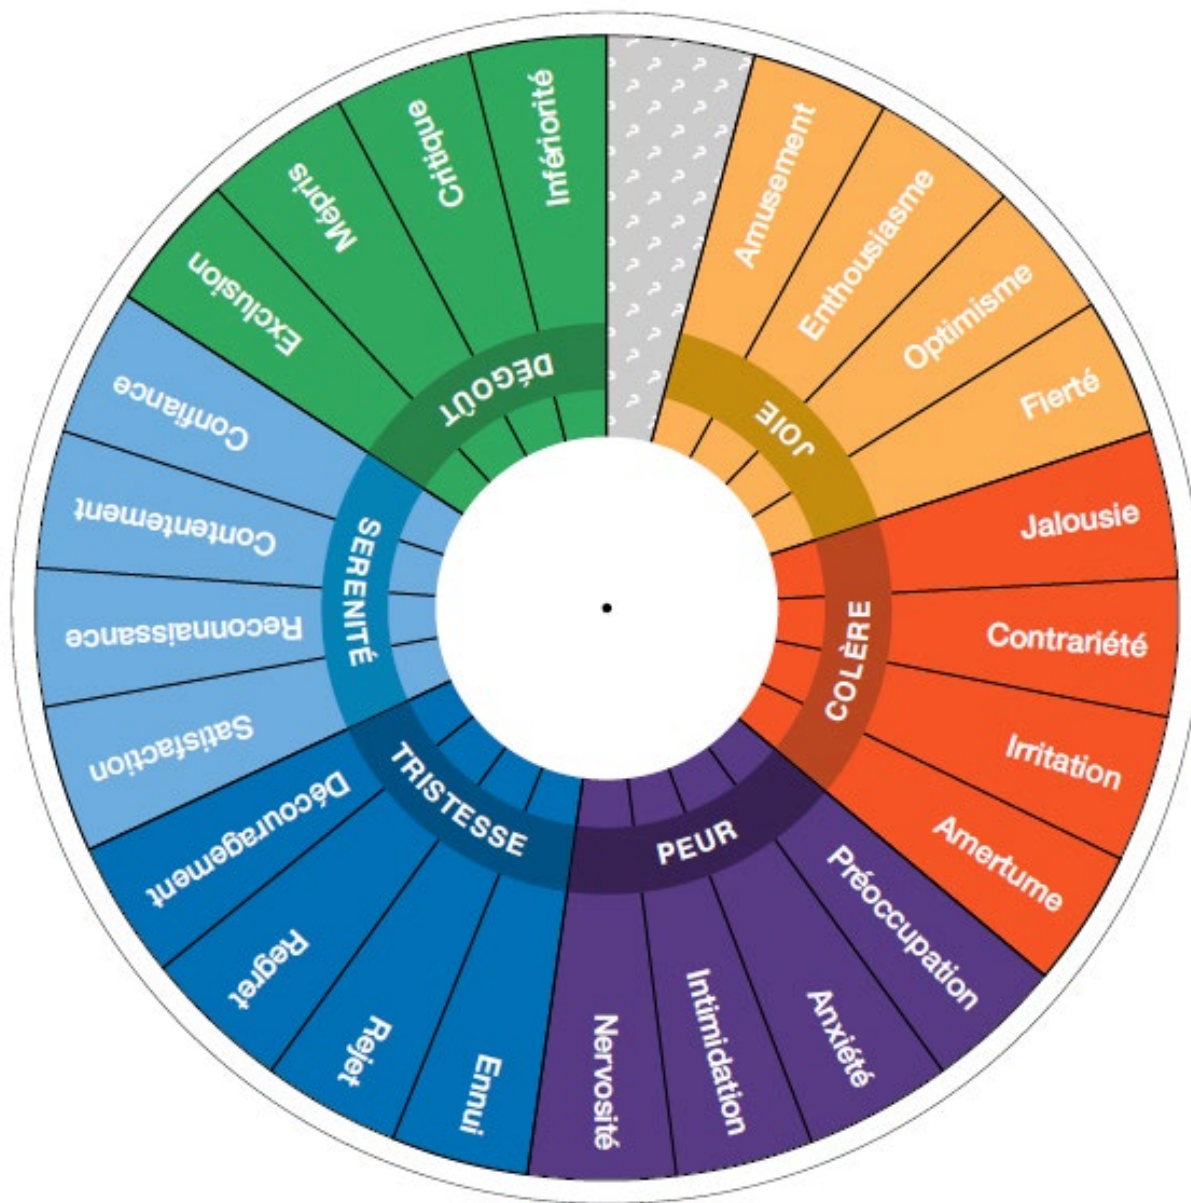 Amusement
Enthousiasme
Optimisme
Fierté
JOIE
Jalousie
Contrariété
Irritation
Amertume
COLÈRE
Préoccupation
Anxiété
Intimidation
Nervosité
PEUR
Ennui
Rejet
Regret
Découragement
TRISTESSE
Satisfaction
Reconnaissance
Contentement
Confiance
SERENITÉ
Exclusion
Mépris
Critique
Infériorité
DÉGOÛT
? ? ? ? ? ? ? ? ? ? ? ? ? ? ? ? ? ? ? ?